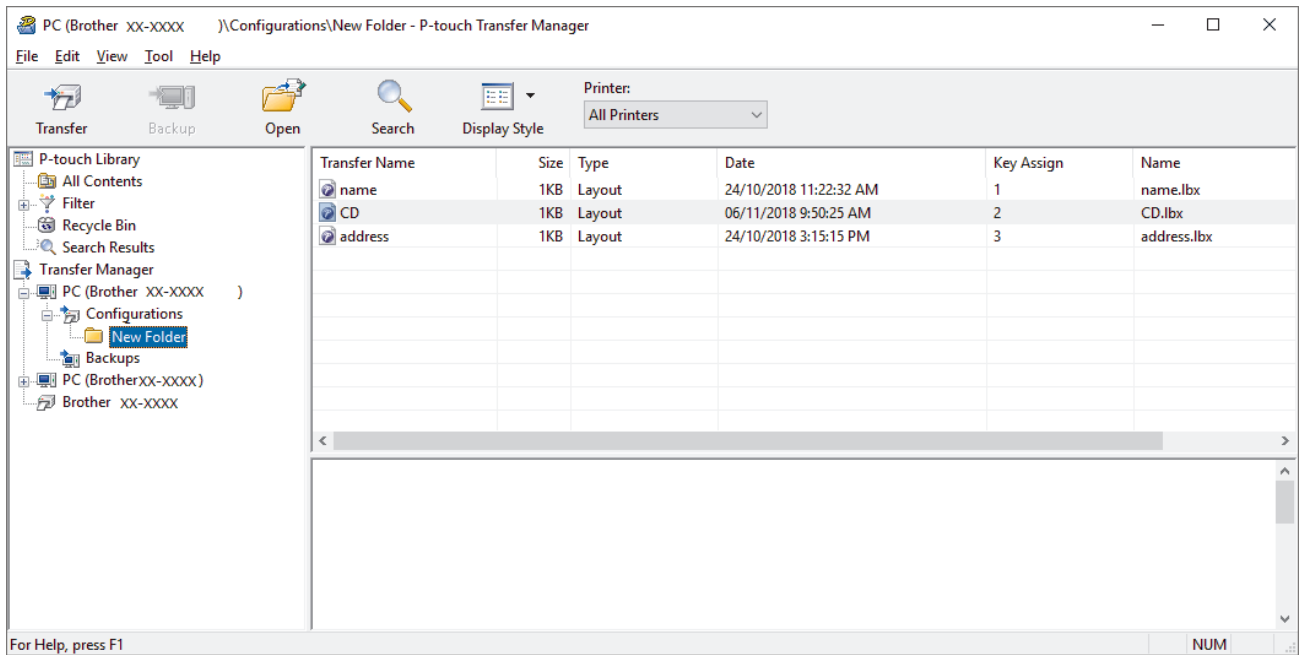 PC (Brother XX-XXXX )\Configurations\New Folder - P-touch Transfer Manager
File Edit View Tool Help
Transfer Backup Open Search Display Style
Printer:
All Printers
P-touch Library
All Contents
Filter
Recycle Bin
Search Results
Transfer Manager
PC (Brother XX-XXXX )
Configurations
New Folder
Backups
PC (BrotherXX-XXXX)
Brother XX-XXXX
Transfer Name Size Type Date Key Assign Name
name 1KB Layout 24/10/2018 11:22:32 AM 1 name.lbx
CD 1KB Layout 06/11/2018 9:50:25 AM 2 CD.lbx
address 1KB Layout 24/10/2018 3:15:15 PM 3 address.lbx
For Help, press F1 NUM